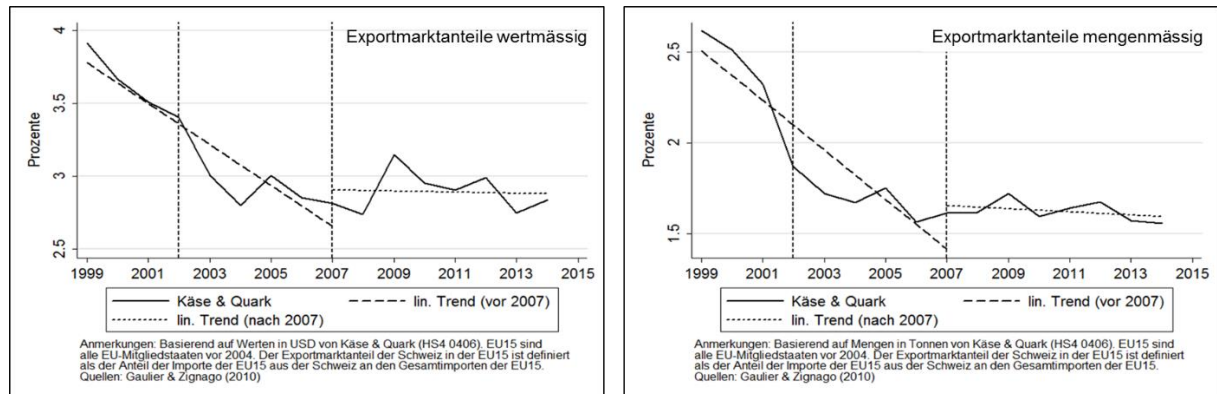 Exportmarktanteile wertmässig
4
3.5
3
2.5
Prozente
1999 2001 2003 2005 2007 2009 2011 2013 2015
Käse & Quark lin. Trend (vor 2007)
lin. Trend (nach 2007)
Anmerkungen: Basierend auf Werten in USD von Käse & Quark (HS4 0406). EU15 sind
alle EU-Mitgliedstaaten vor 2004. Der Exportmarktanteil der Schweiz in der EU15 ist definiert
als der Anteil der Importe der EU15 aus der Schweiz an den Gesamtimporten der EU15.
Quellen: Gaulier & Zignago (2010)
Exportmarktanteile mengenmässig
2.5
2
1.5
Prozente
1999 2001 2003 2005 2007 2009 2011 2013 2015
Käse & Quark lin. Trend (vor 2007)
lin. Trend (nach 2007)
Anmerkungen: Basierend auf Mengen in Tonnen von Käse & Quark (HS4 0406). EU15 sind
alle EU-Mitgliedstaaten vor 2004. Der Exportmarktanteil der Schweiz in der EU15 ist definiert
als der Anteil der Importe der EU15 aus der Schweiz an den Gesamtimporten der EU15.
Quellen: Gaulier & Zignago (2010)